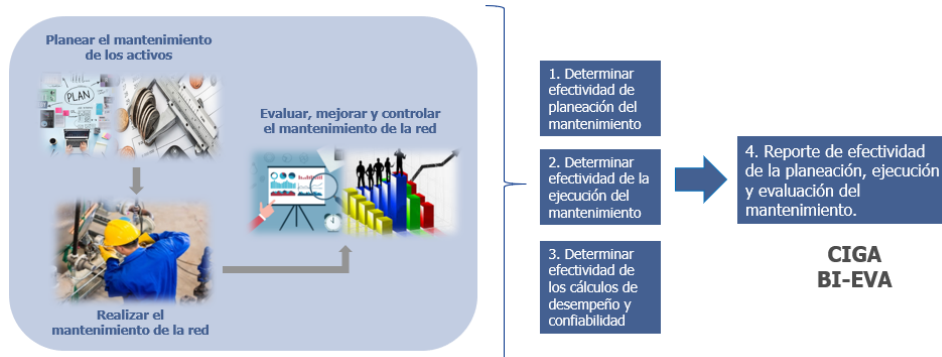 Planear el mantenimiento
de los activos
PLAN
Evaluar, mejorar y controlar
el mantenimiento de la red
Realizar el
mantenimiento de la red
1. Determinar
efectividad de
planeación del
mantenimiento
2. Determinar
efectividad de la
ejecución del
mantenimiento
3. Determinar
efectividad de
los cálculos de
desempeño y
confiabilidad
4. Reporte de efectividad
de la planeación, ejecución
y evaluación del
mantenimiento.
CIGA
BI-EVA